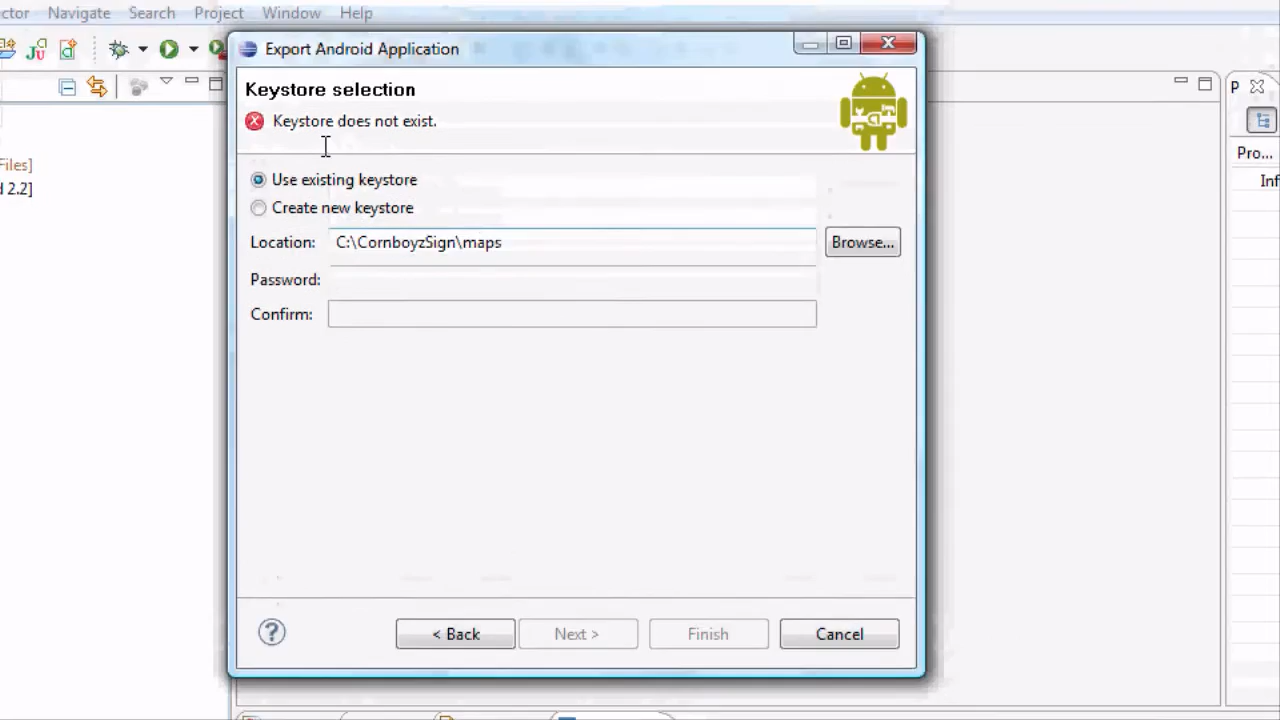 ctor Navigate Search Project Window Help
Export Android Application
Keystore selection
Keystore does not exist.
Use existing keystore
Create new keystore
Location: C:\CornboyzSign\maps Browse...
Password:
Confirm:
< Back Next > Finish Cancel
Files]
d 2.2]
P
Pro...
Inf